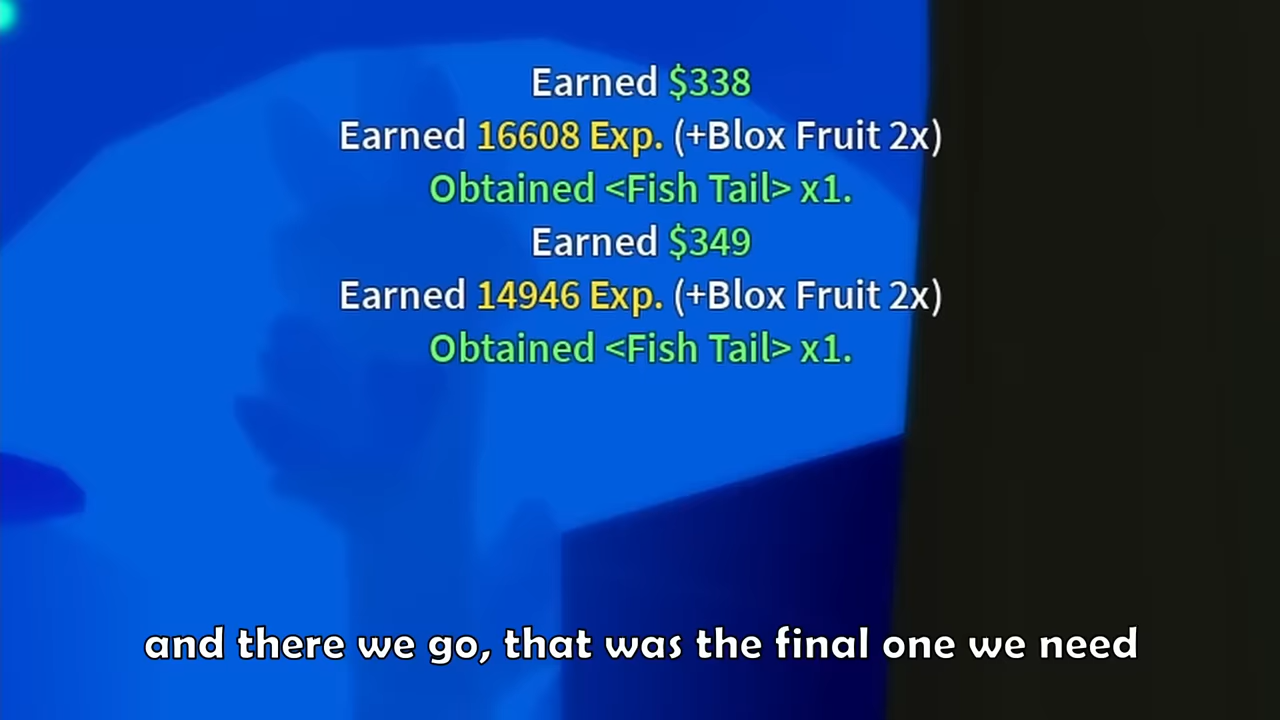 Earned $338
Earned 16608 Exp. (+Blox Fruit 2x)
Obtained <Fish Tail> x1.
Earned $349
Earned 14946 Exp. (+Blox Fruit 2x)
Obtained <Fish Tail> x1.
and there we go, that was the final one we need